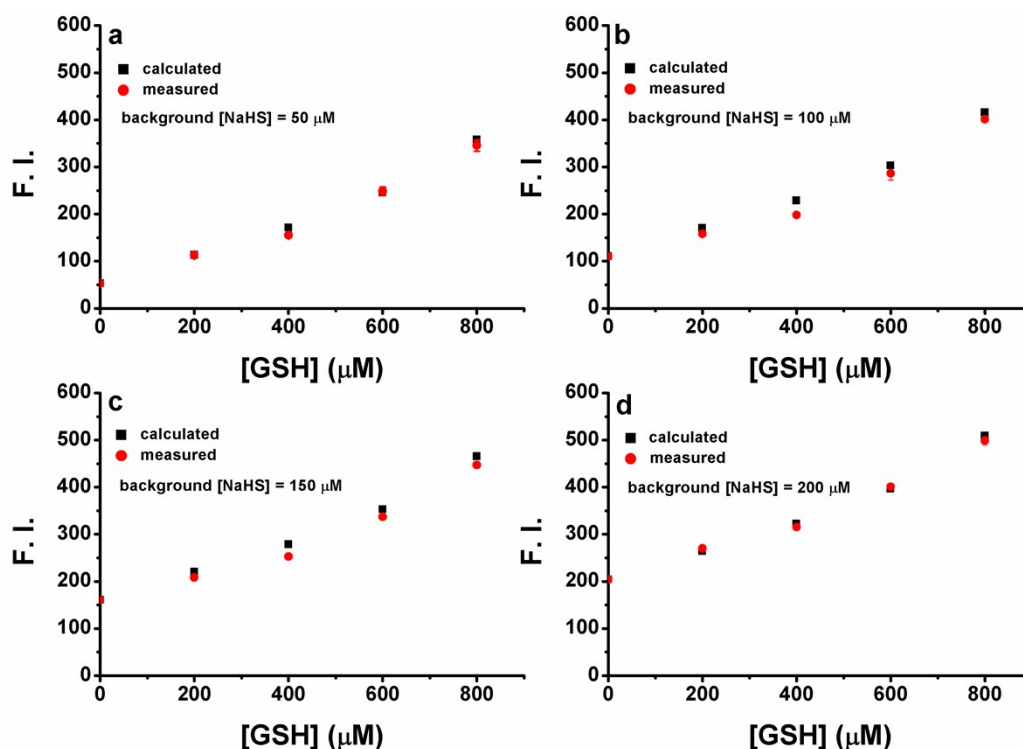 a
600
500
400
300
200
100
0
F. I.
calculated
measured
background [NaHS] = 50 μM
0 200 400 600 800
[GSH] (μM)
b
600
500
400
300
200
100
0
F. I.
calculated
measured
background [NaHS] = 100 μM
0 200 400 600 800
[GSH] (μM)
c
600
500
400
300
200
100
0
F. I.
calculated
measured
background [NaHS] = 150 μM
0 200 400 600 800
[GSH] (μM)
d
600
500
400
300
200
100
0
F. I.
calculated
measured
background [NaHS] = 200 μM
0 200 400 600 800
[GSH] (μM)